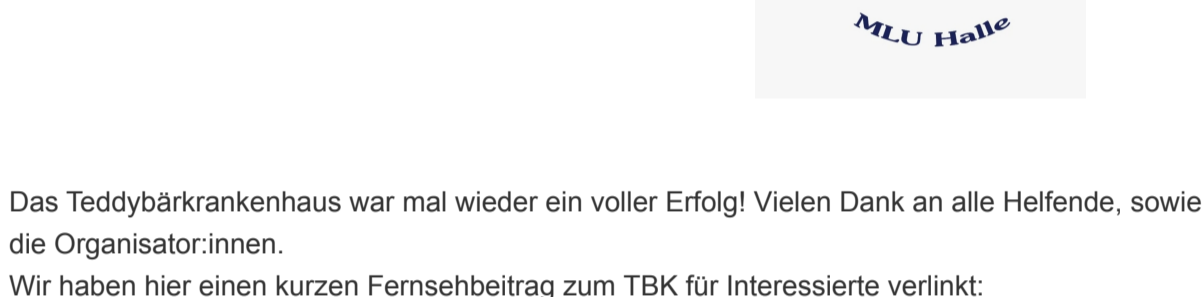 MLU Halle
Das Teddybärkrankenhaus war mal wieder ein voller Erfolg! Vielen Dank an alle Helfende, sowie
die Organisator:innen.
Wir haben hier einen kurzen Fernsehbeitrag zum TBK für Interessierte verlinkt: